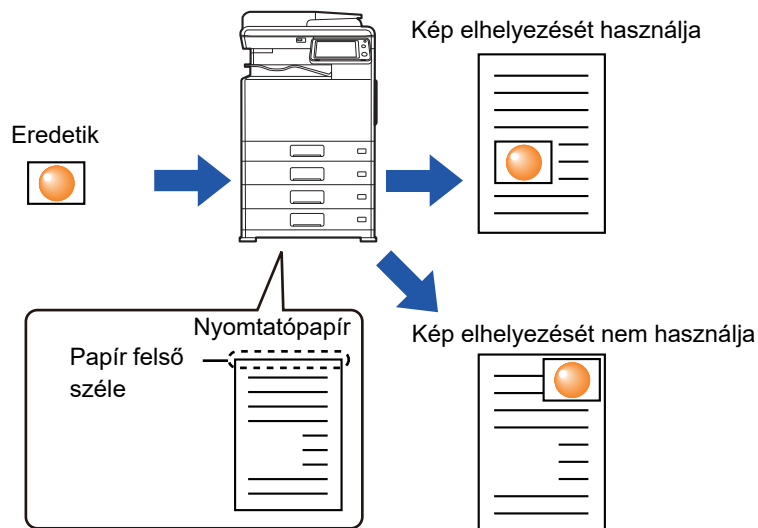 Kép elhelyezését használja
Eredetik
Nyomtatópapír
Papír felső
széle
Kép elhelyezését nem használja